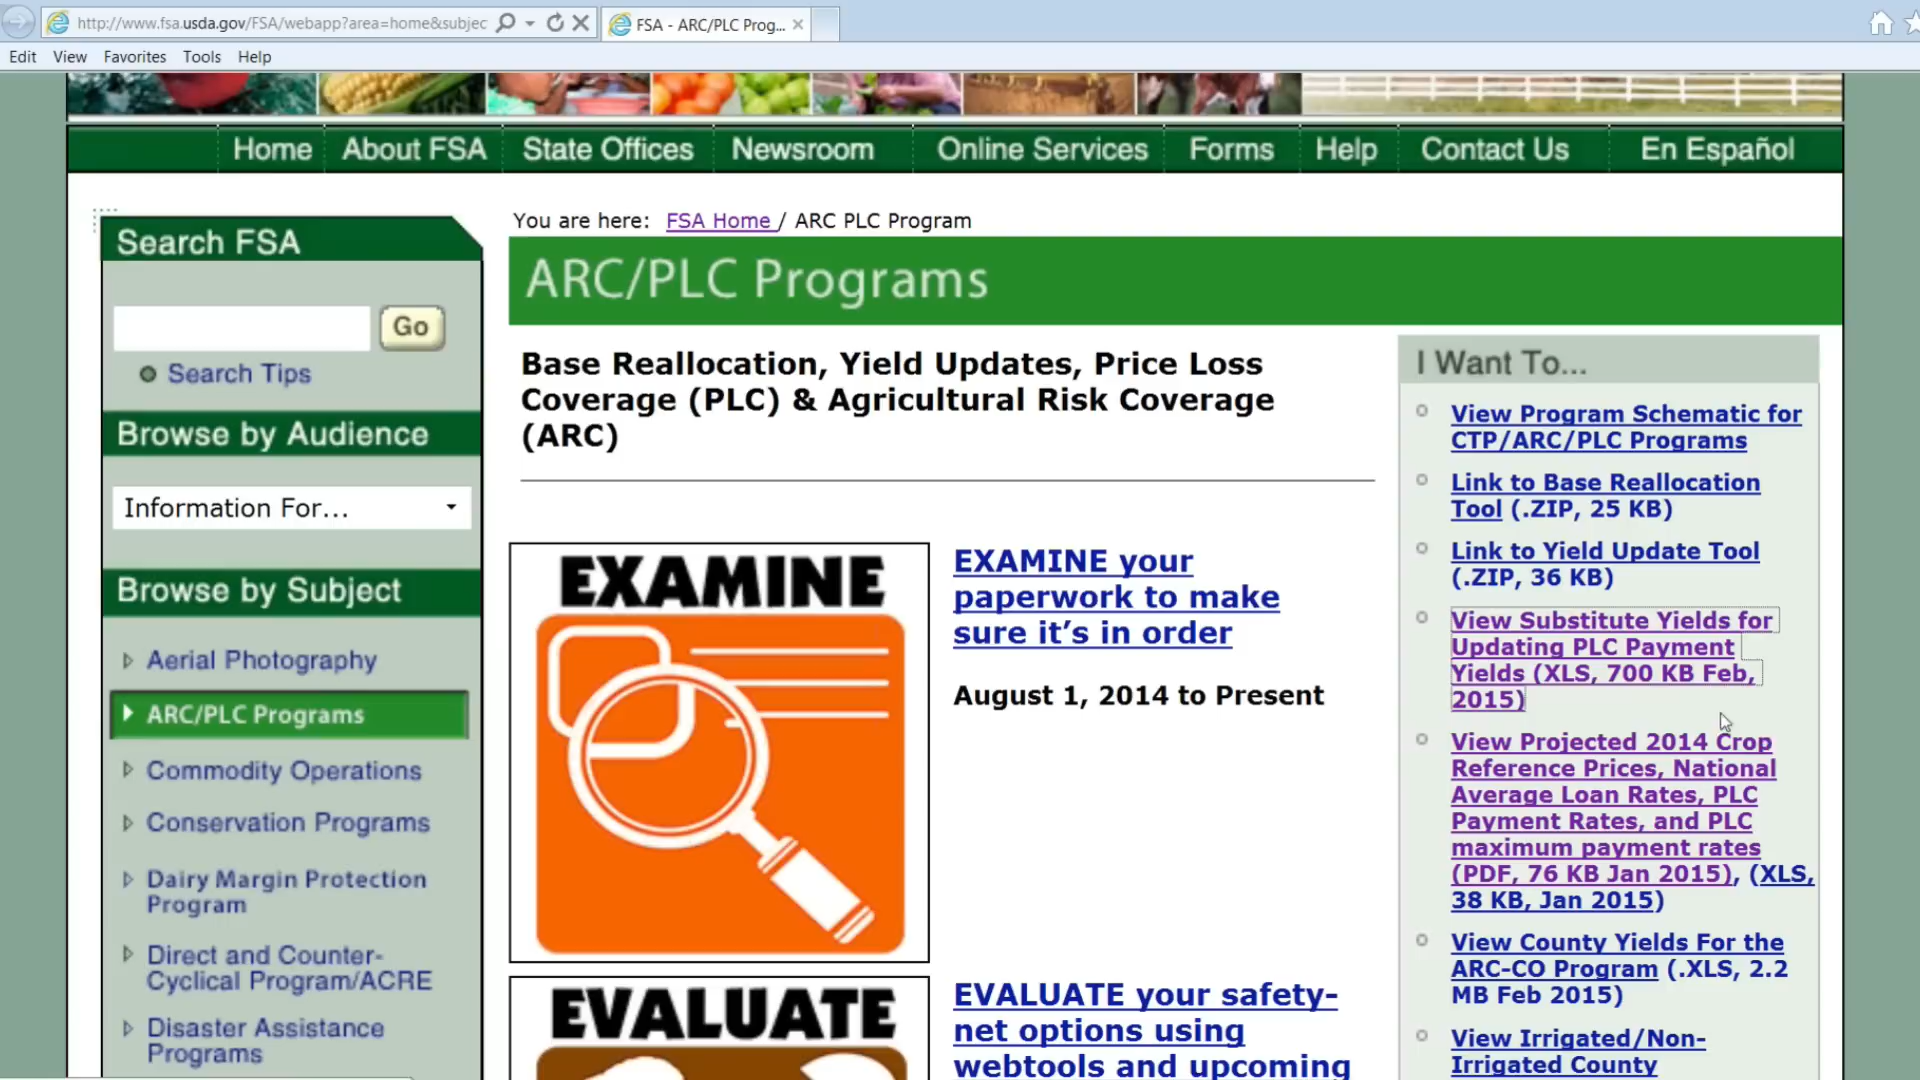 http://www.fsa.usda.gov/FSA/webapp?area=home&subjec
FSA - ARC/PLC Prog...
Edit View Favorites Tools Help
Home About FSA State Offices Newsroom Online Services Forms Help Contact Us En Español
Search FSA
Go
Search Tips
Browse by Audience
Information For...
Browse by Subject
Aerial Photography
ARC/PLC Programs
Commodity Operations
Conservation Programs
Dairy Margin Protection
Program
Direct and Counter-
Cyclical Program/ACRE
Disaster Assistance
Programs
You are here: FSA Home / ARC PLC Program
ARC/PLC Programs
Base Reallocation, Yield Updates, Price Loss
Coverage (PLC) & Agricultural Risk Coverage
(ARC)
EXAMINE
EXAMINE your
paperwork to make
sure it's in order
August 1, 2014 to Present
EVALUATE
EVALUATE your safety-
net options using
webtools and upcoming
I Want To...
View Program Schematic for
CTP/ARC/PLC Programs
Link to Base Reallocation
Tool (.ZIP, 25 KB)
Link to Yield Update Tool
(.ZIP, 36 KB)
View Substitute Yields for
Updating PLC Payment
Yields (XLS, 700 KB Feb,
2015)
View Projected 2014 Crop
Reference Prices, National
Average Loan Rates, PLC
Payment Rates, and PLC
maximum payment rates
(PDF, 76 KB Jan 2015), (XLS,
38 KB, Jan 2015)
View County Yields For the
ARC-CO Program (.XLS, 2.2
MB Feb 2015)
View Irrigated/Non-
Irrigated County